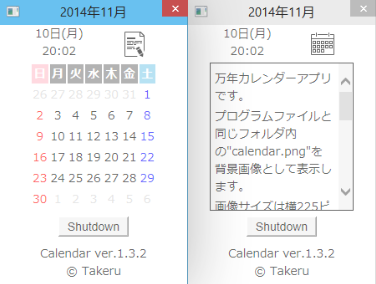 2014年11月
10日(月)
20:02
日 月 火 水 木 金 土
26 27 28 29 30 31 1
2 3 4 5 6 7 8
9 10 11 12 13 14 15
16 17 18 19 20 21 22
23 24 25 26 27 28 29
30 1 2 3 4 5 6
Shutdown
Calendar ver.1.3.2
© Takeru
2014年11月
10日(月)
20:02
万年カレンダーアプリ
です。
プログラムファイルと
同じフォルダ内
の"calendar.png"を
背景画像として表示し
ます。
画像サイズは横225ピ
Shutdown
Calendar ver.1.3.2
© Takeru